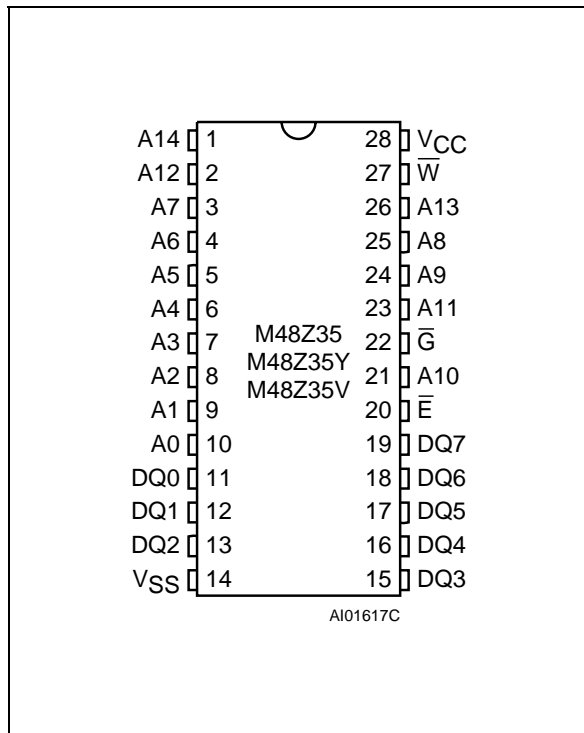 A14 1 28 VCC
A12 2 27 W̅
A7 3 26 A13
A6 4 25 A8
A5 5 24 A9
A4 6 23 A11
A3 7 M48Z35 22 G̅
A2 8 M48Z35Y 21 A10
A1 9 M48Z35V 20 E̅
A0 10 19 DQ7
DQ0 11 18 DQ6
DQ1 12 17 DQ5
DQ2 13 16 DQ4
VSS 14 15 DQ3
AI01617C